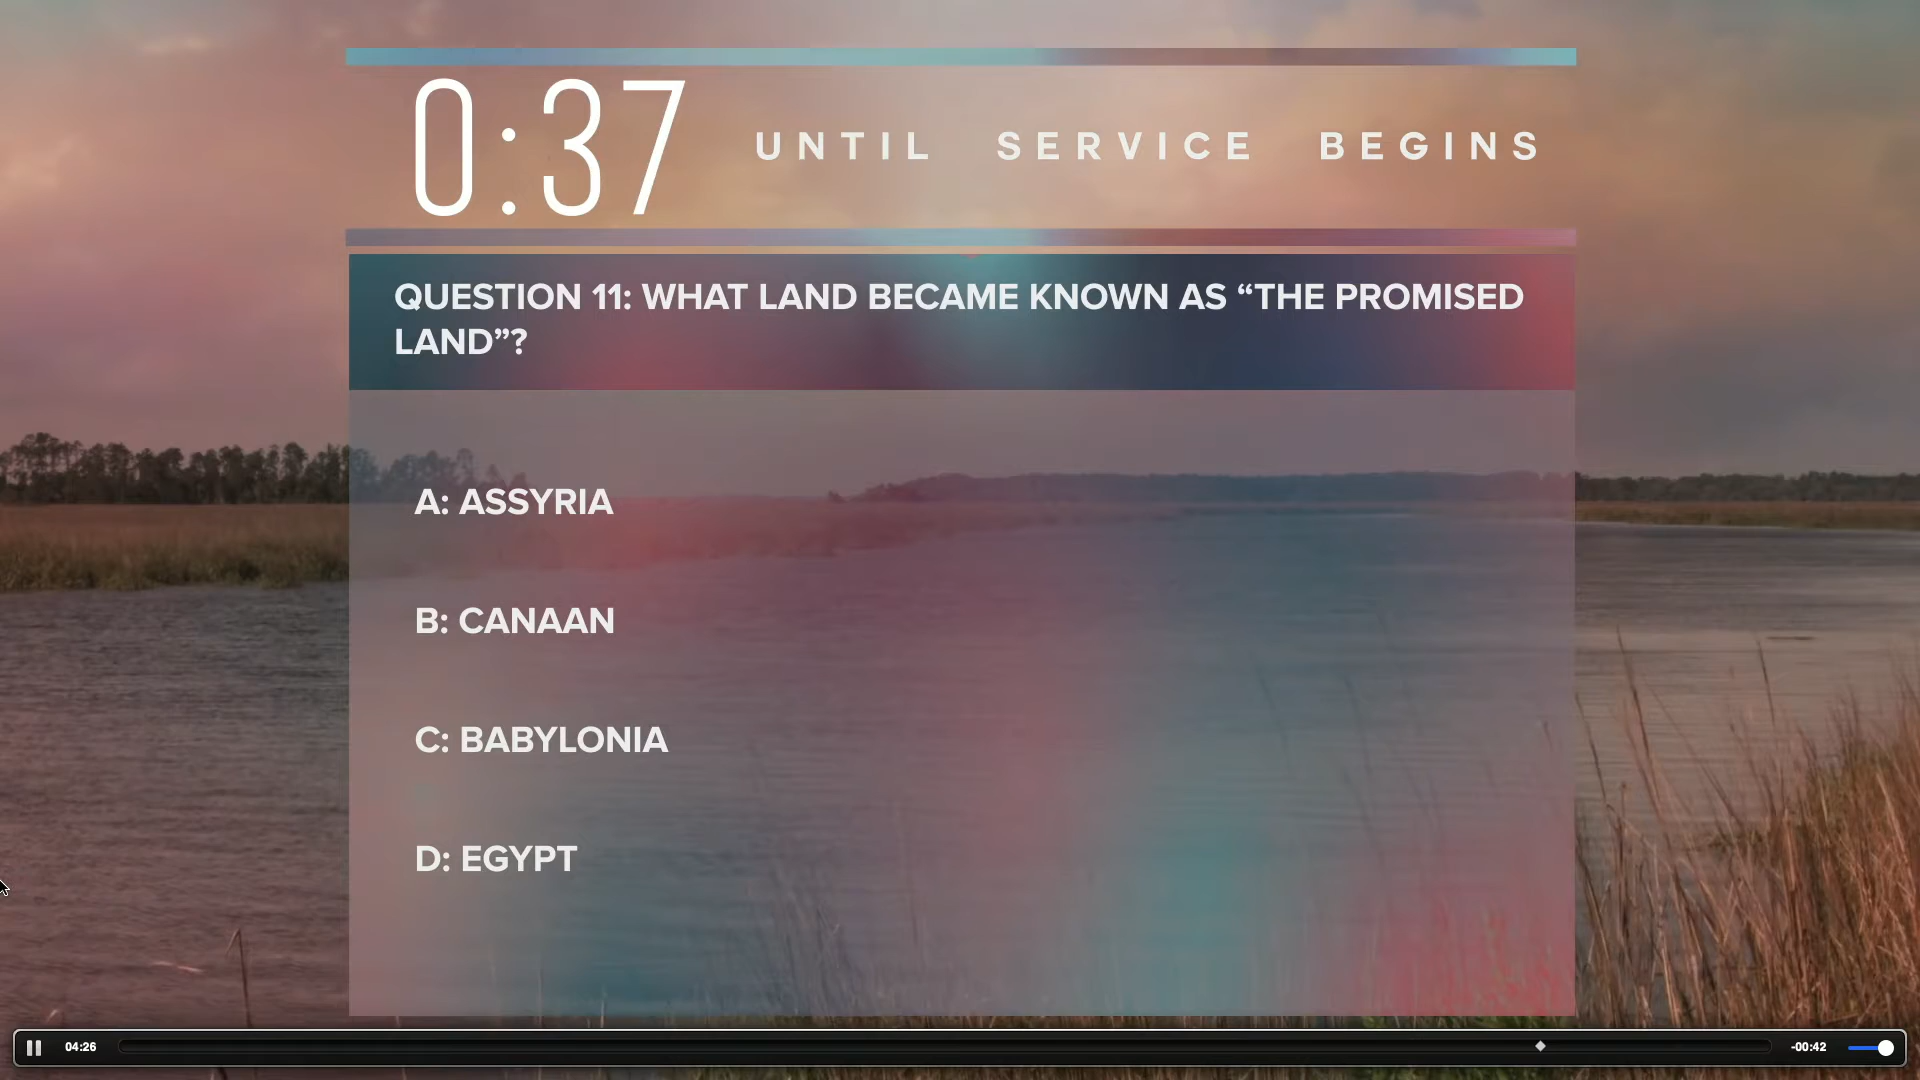 0:37 UNTIL SERVICE BEGINS
QUESTION 11: WHAT LAND BECAME KNOWN AS “THE PROMISED
LAND”?
A: ASSYRIA
B: CANAAN
C: BABYLONIA
D: EGYPT
04:26 -00:42